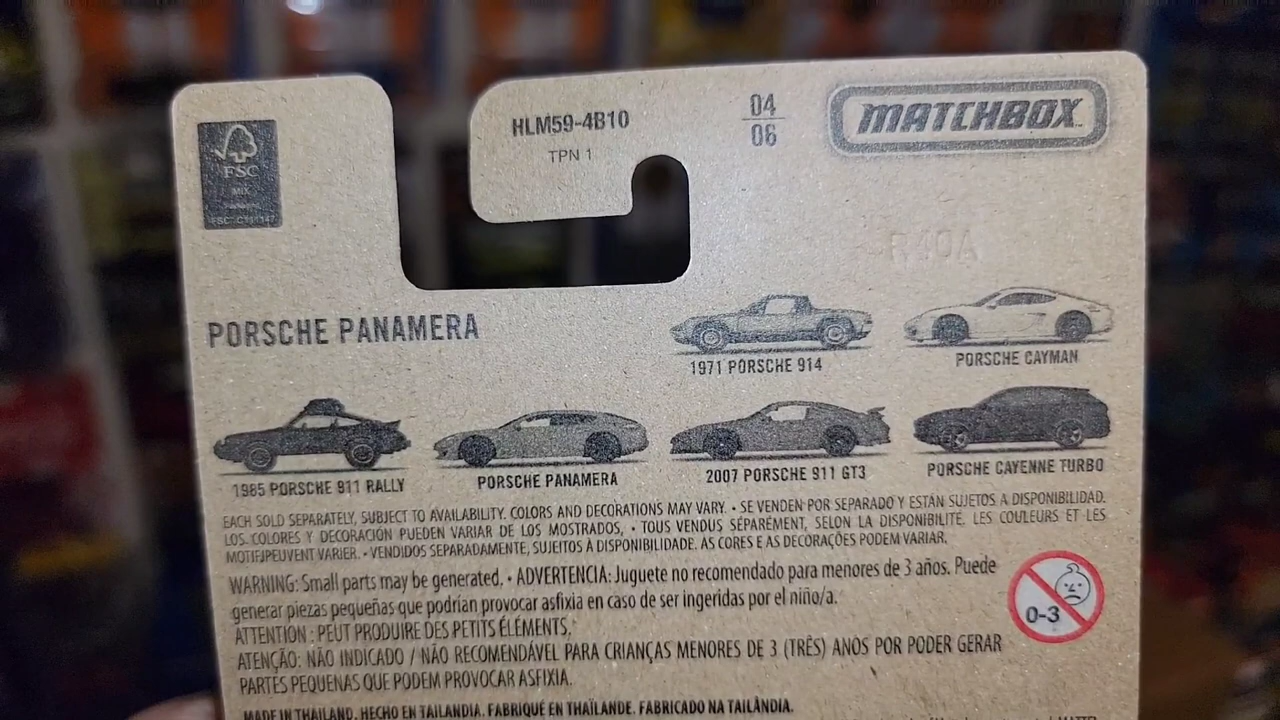 HLM59-4B10
TPN 1
04
06
MATCHBOX
FSC
MIX
R40A
PORSCHE PANAMERA
1971 PORSCHE 914
PORSCHE CAYMAN
1985 PORSCHE 911 RALLY
PORSCHE PANAMERA
2007 PORSCHE 911 GT3
PORSCHE CAYENNE TURBO
EACH SOLD SEPARATELY, SUBJECT TO AVAILABILITY. COLORS AND DECORATIONS MAY VARY. • SE VENDEN POR SEPARADO Y ESTÁN SUJETOS A DISPONIBILIDAD.
LOS COLORES Y DECORACIÓN PUEDEN VARIAR DE LOS MOSTRADOS. • TOUS VENDUS SÉPARÉMENT, SELON LA DISPONIBILITÉ. LES COULEURS ET LES
MOTIFS PEUVENT VARIER. • VENDIDOS SEPARADAMENTE, SUJEITOS À DISPONIBILIDADE. AS CORES E AS DECORAÇÕES PODEM VARIAR.
WARNING: Small parts may be generated. • ADVERTENCIA: Juguete no recomendado para menores de 3 años. Puede
generar piezas pequeñas que podrían provocar asfixia en caso de ser ingeridas por el niño/a.
ATTENTION : PEUT PRODUIRE DES PETITS ÉLÉMENTS.
ATENÇÃO: NÃO INDICADO / NÃO RECOMENDÁVEL PARA CRIANÇAS MENORES DE 3 (TRÊS) ANOS POR PODER GERAR
PARTES PEQUENAS QUE PODEM PROVOCAR ASFIXIA.
0-3
MADE IN THAILAND. HECHO EN TAILANDIA. FABRIQUÉ EN THAÏLANDE. FABRICADO NA TAILÂNDIA.